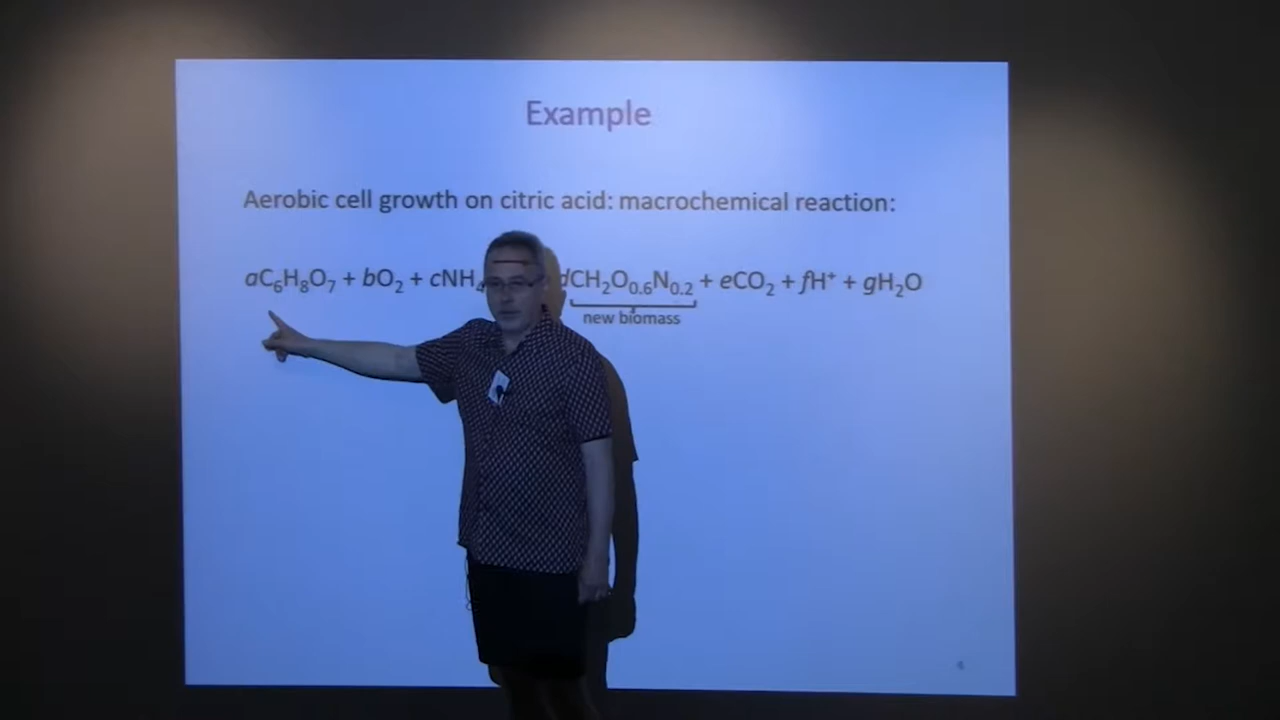 Example
Aerobic cell growth on citric acid: macrochemical reaction:
aC₆H₈O₇ + bO₂ + cNH₄ dCH₂O₀.₆N₀.₂ + eCO₂ + fH⁺ + gH₂O
new biomass
4